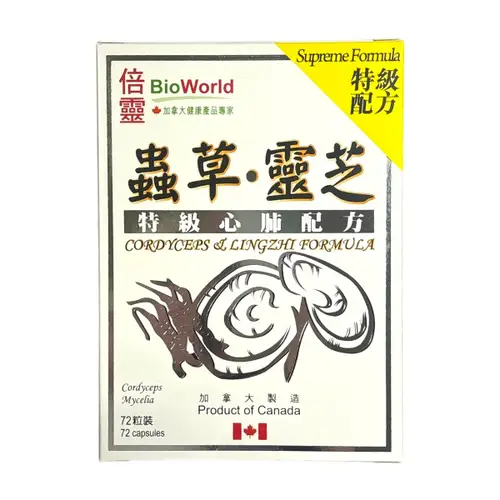 倍靈
BioWorld
加拿大健康產品專家
Supreme Formula
特級
配方
蟲草·靈芝
特級心肺配方
CORDYCEPS & LINGZHI FORMULA
Cordyceps
Mycelia
加拿大製造
Product of Canada
72粒裝
72 capsules